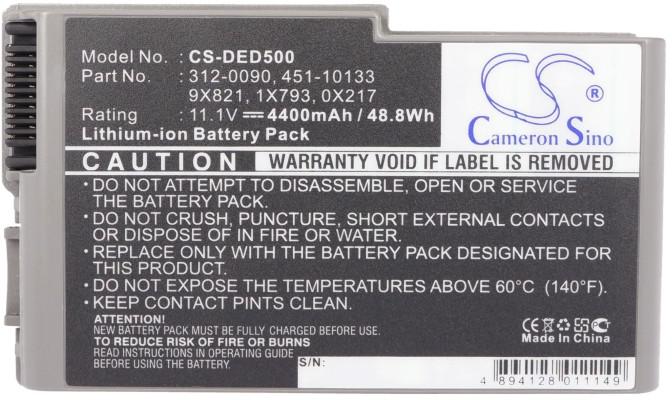 Model No. : CS-DED500
Part No. : 312-0090, 451-10133
9X821, 1X793, 0X217
Rating : 11.1V 4400mAh / 48.8Wh
Lithium-ion Battery Pack
Cameron Sino ®
CAUTION WARRANTY VOID IF LABEL IS REMOVED
•DO NOT ATTEMPT TO DISASSEMBLE, OPEN OR SERVICE
THE BATTERY PACK.
•DO NOT CRUSH, PUNCTURE, SHORT EXTERNAL CONTACTS
OR DISPOSE OF IN FIRE OR WATER.
•REPLACE ONLY WITH THE BATTERY PACK DESIGNATED FOR
THIS PRODUCT.
•DO NOT EXPOSE THE TEMPERATURES ABOVE 60°C (140°F).
•KEEP CONTACT PINTS CLEAN.
ATTENTION!
NEW BATTERY PACK MUST BE FULLY CHARGED BEFORE USE.
TO REDUCE RISK OF FIRE OR BURNS
READ INSTRUCTIONS IN DEVICE OPERATING GUIDE
BEFORE USING BATTERY.
CE
Made In China
S/N:
4 894128 011149